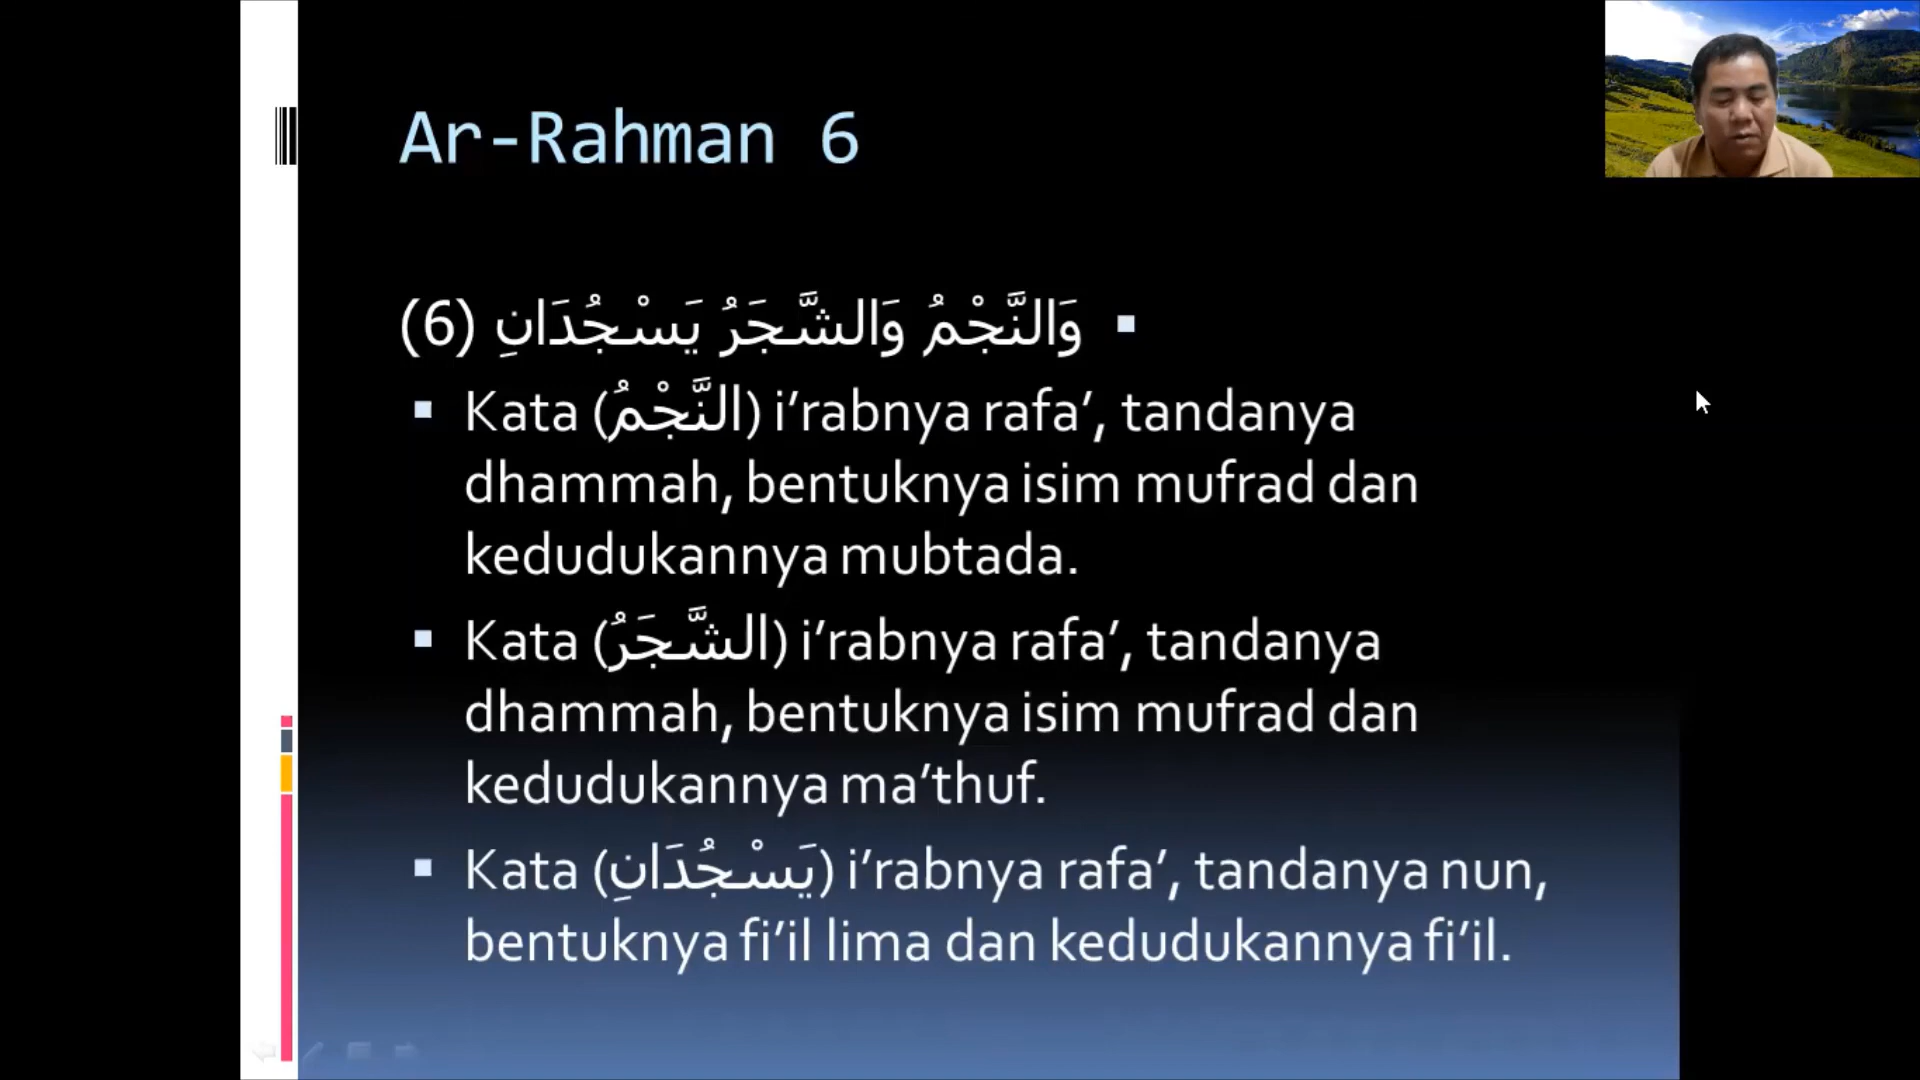 Ar-Rahman 6
وَالنَّجْمُ وَالشَّجَرُ يَسْجُدَانِ (6)
Kata (النَّجْمُ) i’rabnya rafa’, tandanya
dhammah, bentuknya isim mufrad dan
kedudukannya mubtada.
Kata (الشَّجَرُ) i’rabnya rafa’, tandanya
dhammah, bentuknya isim mufrad dan
kedudukannya ma’thuf.
Kata (يَسْجُدَانِ) i’rabnya rafa’, tandanya nun,
bentuknya fi’il lima dan kedudukannya fi’il.